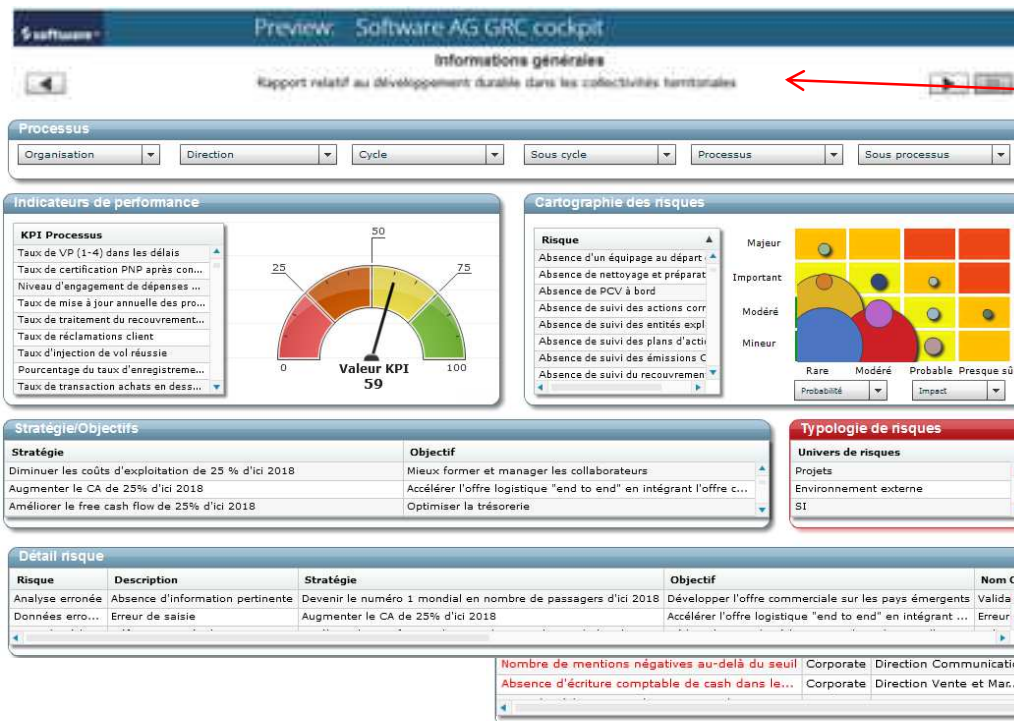 software AG
Preview: Software AG GRC cockpit
Informations générales
Rapport relatif au développement durable dans les collectivités territoriales
Processus
Organisation Direction Cycle Sous cycle Processus Sous processus
Indicateurs de performance
KPI Processus
Taux de VP (1-4) dans les délais
Taux de certification PNP après con...
Niveau d'engagement de dépenses ...
Taux de mise à jour annuelle des pro...
Taux de traitement du recouvrement...
Taux de réclamations client
Taux d'injection de vol réussie
Pourcentage du taux d'enregistreme...
Taux de transaction achats en dess...
0 25 50 75 100
Valeur KPI
59
Cartographie des risques
Risque
Absence d'un équipage au départ
Absence de nettoyage et préparat
Absence de PCV à bord
Absence de suivi des actions corr
Absence de suivi des entités expl
Absence de suivi des plans d'acti
Absence de suivi des émissions C
Absence de suivi du recouvremen
Majeur
Important
Modéré
Mineur
Rare Modéré Probable Presque sû
Probabilité Impact
Stratégie/Objectifs
Stratégie Objectif
Diminuer les coûts d'exploitation de 25 % d'ici 2018 Mieux former et manager les collaborateurs
Augmenter le CA de 25% d'ici 2018 Accélérer l'offre logistique "end to end" en intégrant l'offre c...
Améliorer le free cash flow de 25% d'ici 2018 Optimiser la trésorerie
Typologie de risques
Univers de risques
Projets
Environnement externe
SI
Détail risque
Risque Description Stratégie Objectif Nom C
Analyse erronée Absence d'information pertinente Devenir le numéro 1 mondial en nombre de passagers d'ici 2018 Développer l'offre commerciale sur les pays émergents Valida
Données erro... Erreur de saisie Augmenter le CA de 25% d'ici 2018 Accélérer l'offre logistique "end to end" en intégrant ... Erreur
Nombre de mentions négatives au-delà du seuil Corporate Direction Communicatio
Absence d'écriture comptable de cash dans le... Corporate Direction Vente et Mar...